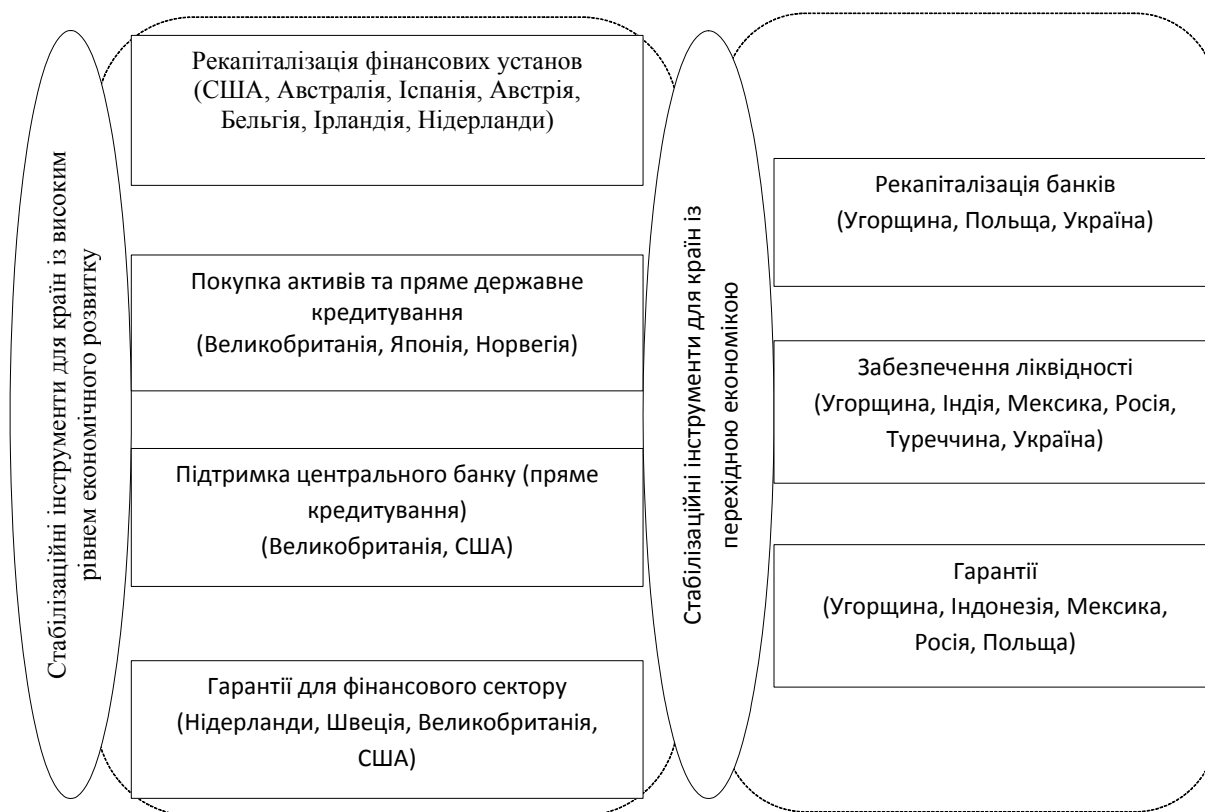 Стабілізаційні інструменти для країн із високим
рівнем економічного розвитку
Рекапіталізація фінансових установ
(США, Австралія, Іспанія, Австрія,
Бельгія, Ірландія, Нідерланди)
Покупка активів та пряме державне
кредитування
(Великобританія, Японія, Норвегія)
Підтримка центрального банку (пряме
кредитування)
(Великобританія, США)
Гарантії для фінансового сектору
(Нідерланди, Швеція, Великобританія,
США)
Стабілізаційні інструменти для країн із
перехідною економікою
Рекапіталізація банків
(Угорщина, Польща, Україна)
Забезпечення ліквідності
(Угорщина, Індія, Мексика, Росія,
Туреччина, Україна)
Гарантії
(Угорщина, Індонезія, Мексика,
Росія, Польща)